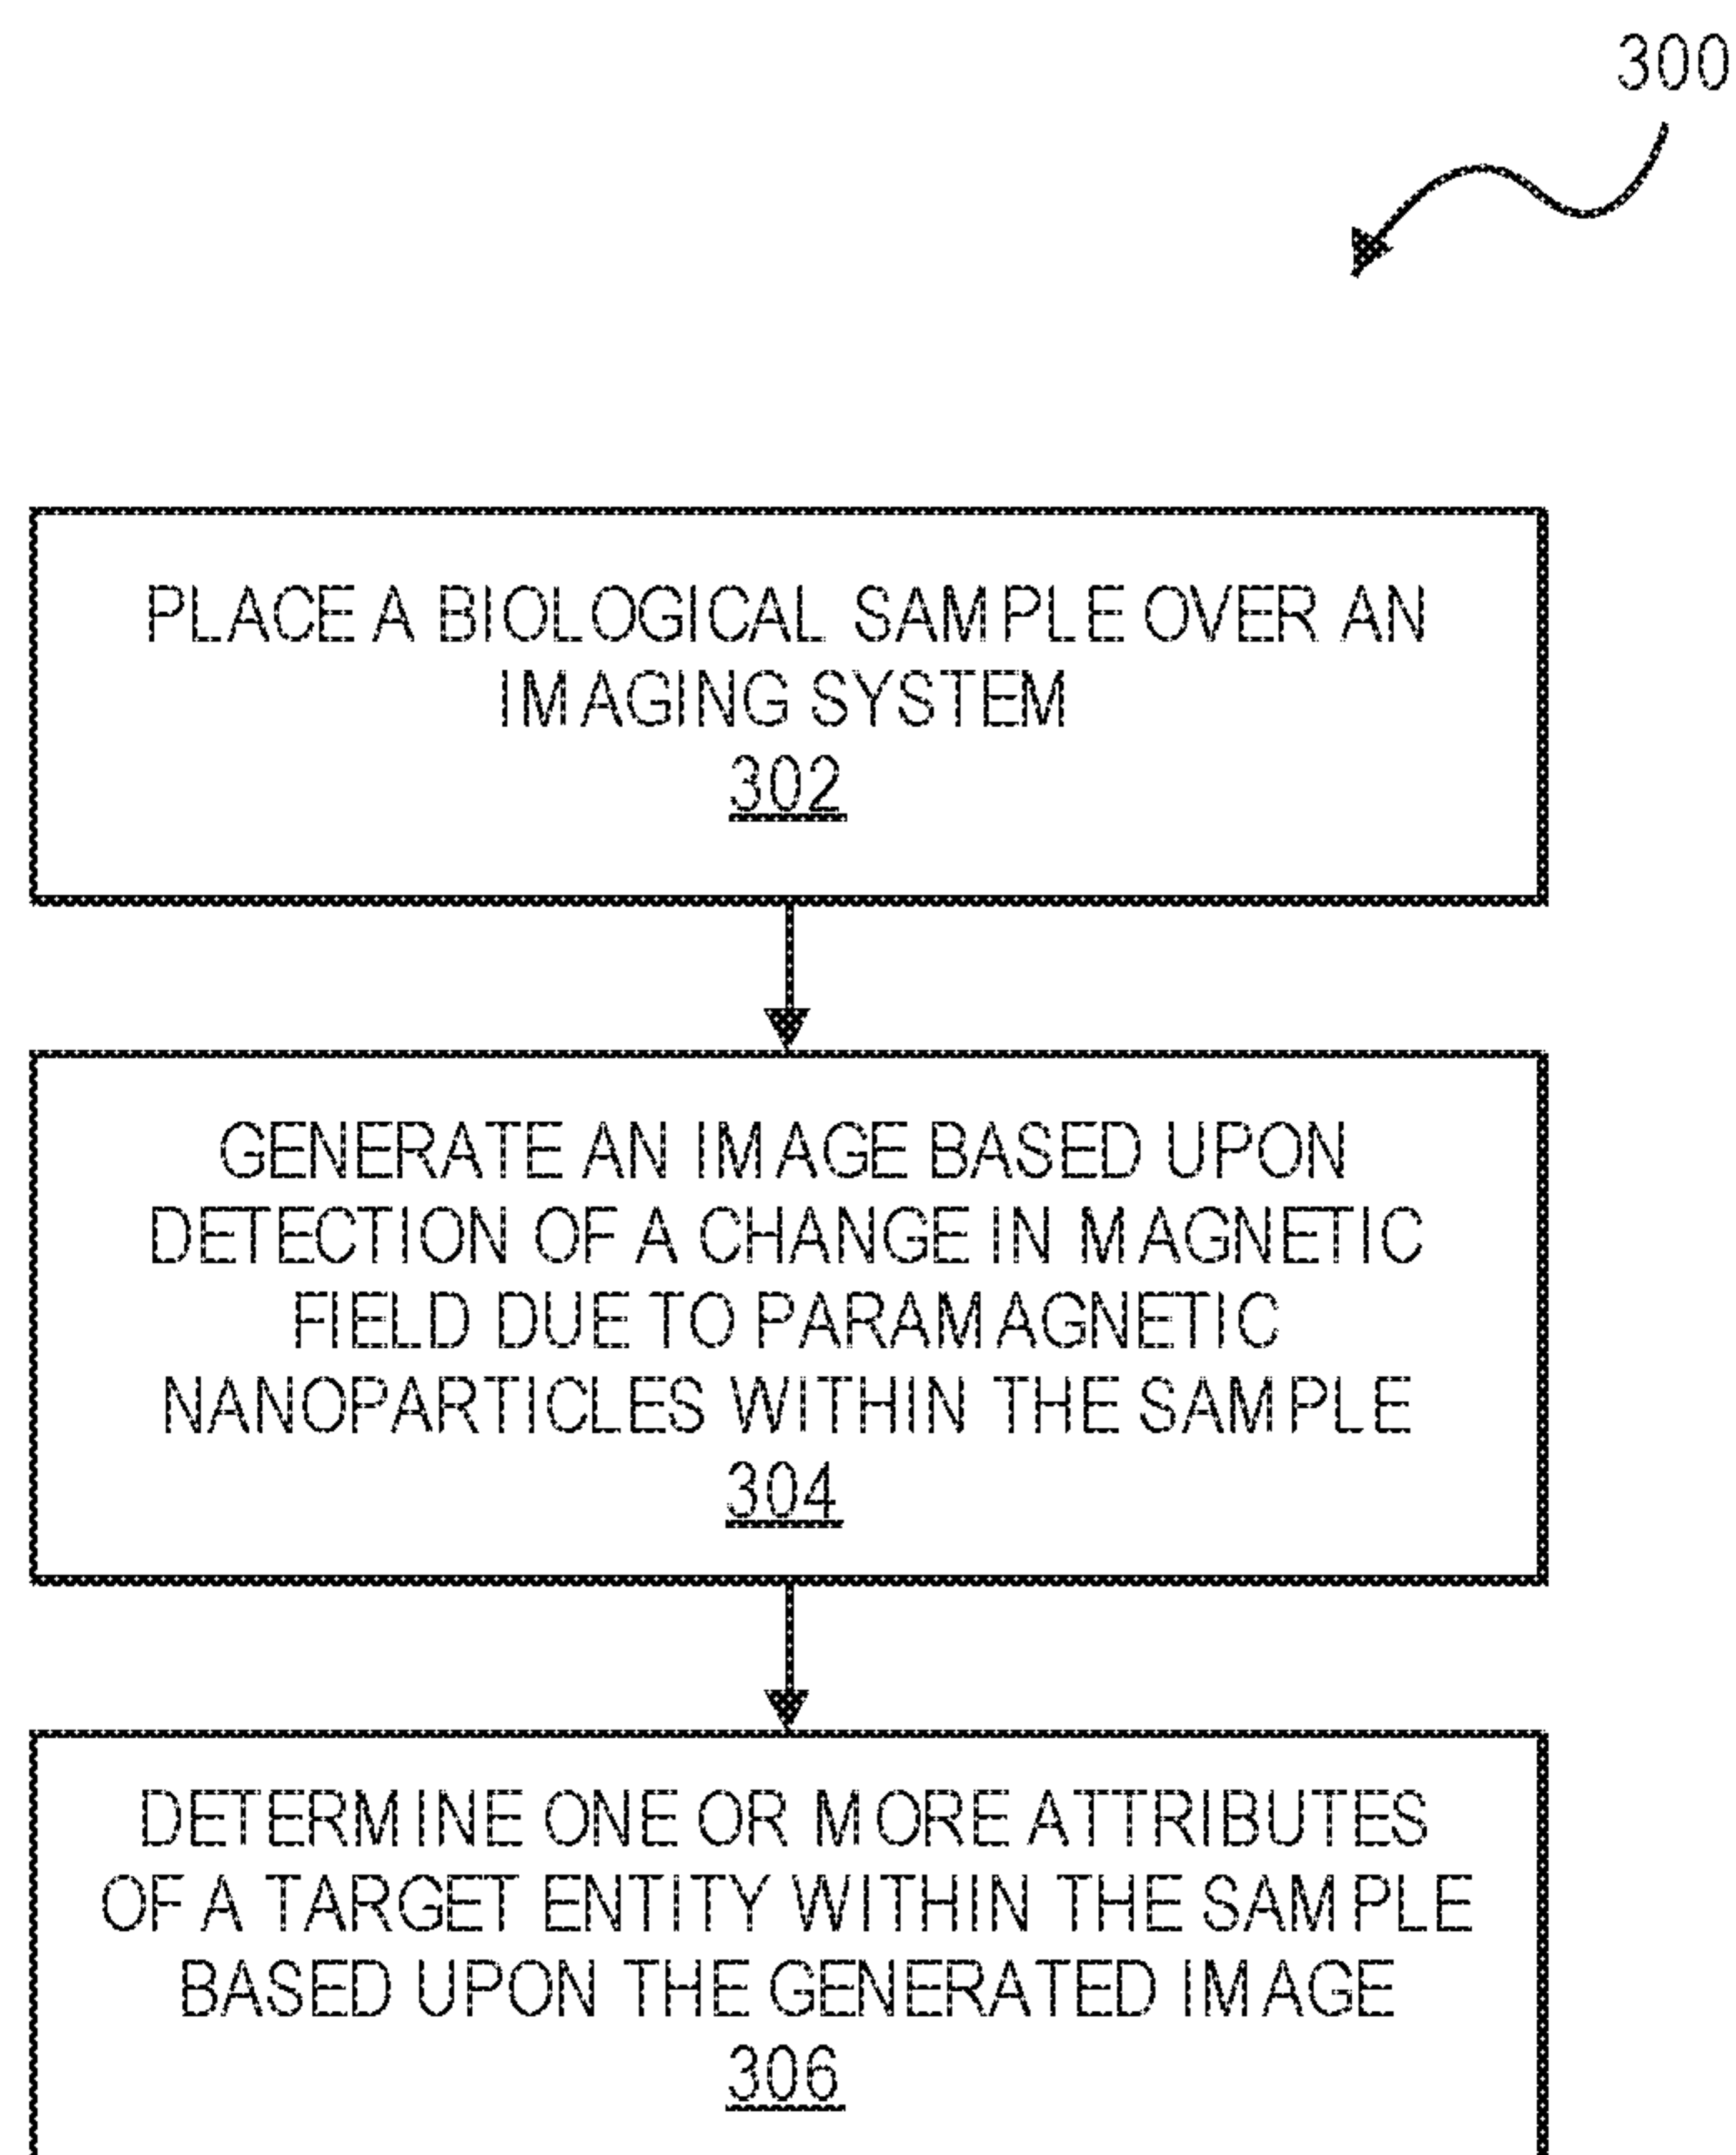 300
PLACE A BIOLOGICAL SAMPLE OVER AN
IMAGING SYSTEM
302
GENERATE AN IMAGE BASED UPON
DETECTION OF A CHANGE IN MAGNETIC
FIELD DUE TO PARAMAGNETIC
NANOPARTICLES WITHIN THE SAMPLE
304
DETERMINE ONE OR MORE ATTRIBUTES
OF A TARGET ENTITY WITHIN THE SAMPLE
BASED UPON THE GENERATED IMAGE
306